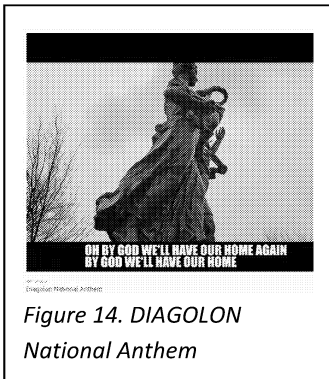 OH BY GOD WE'LL HAVE OUR HOME AGAIN
BY GOD WE'LL HAVE OUR HOME
Diagolon National Anthem
Figure 14. DIAGOLON
National Anthem